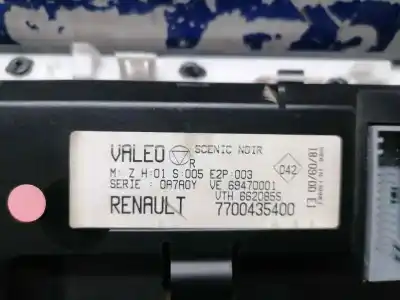 VALEO R SCENIC NOIR
M: Z H:01 S:005 E2P:003
SERIE : 0A7A0Y VE 69470001
VTH 6620855
RENAULT 7700435400
D42
18/09/00 EJ